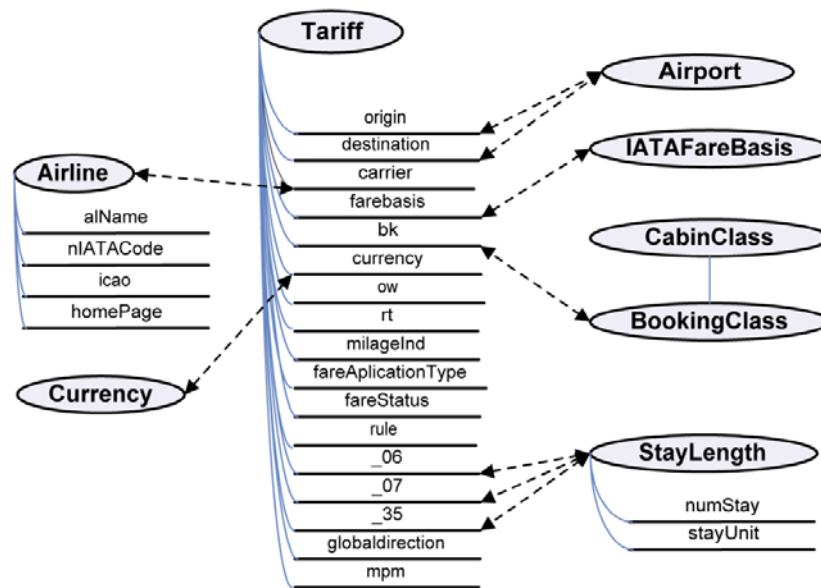 Tariff
origin
destination
carrier
farebasis
bk
currency
ow
rt
milageInd
fareAplicationType
fareStatus
rule
_06
_07
_35
globaldirection
mpm
Airline
alName
nIATACode
icao
homePage
Currency
Airport
IATAFareBasis
CabinClass
BookingClass
StayLength
numStay
stayUnit